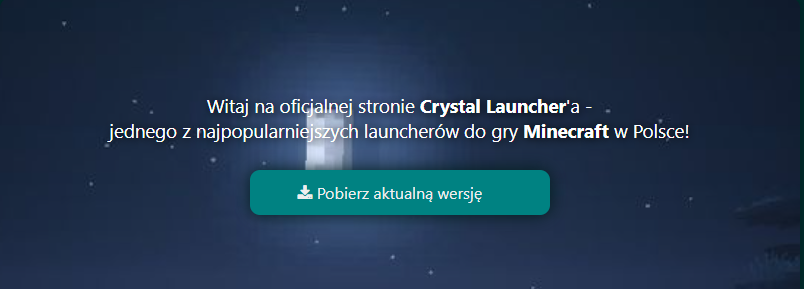 Witaj na oficjalnej stronie Crystal Launcher'a -
jednego z najpopularniejszych launcherów do gry Minecraft w Polsce!
Pobierz aktualną wersję